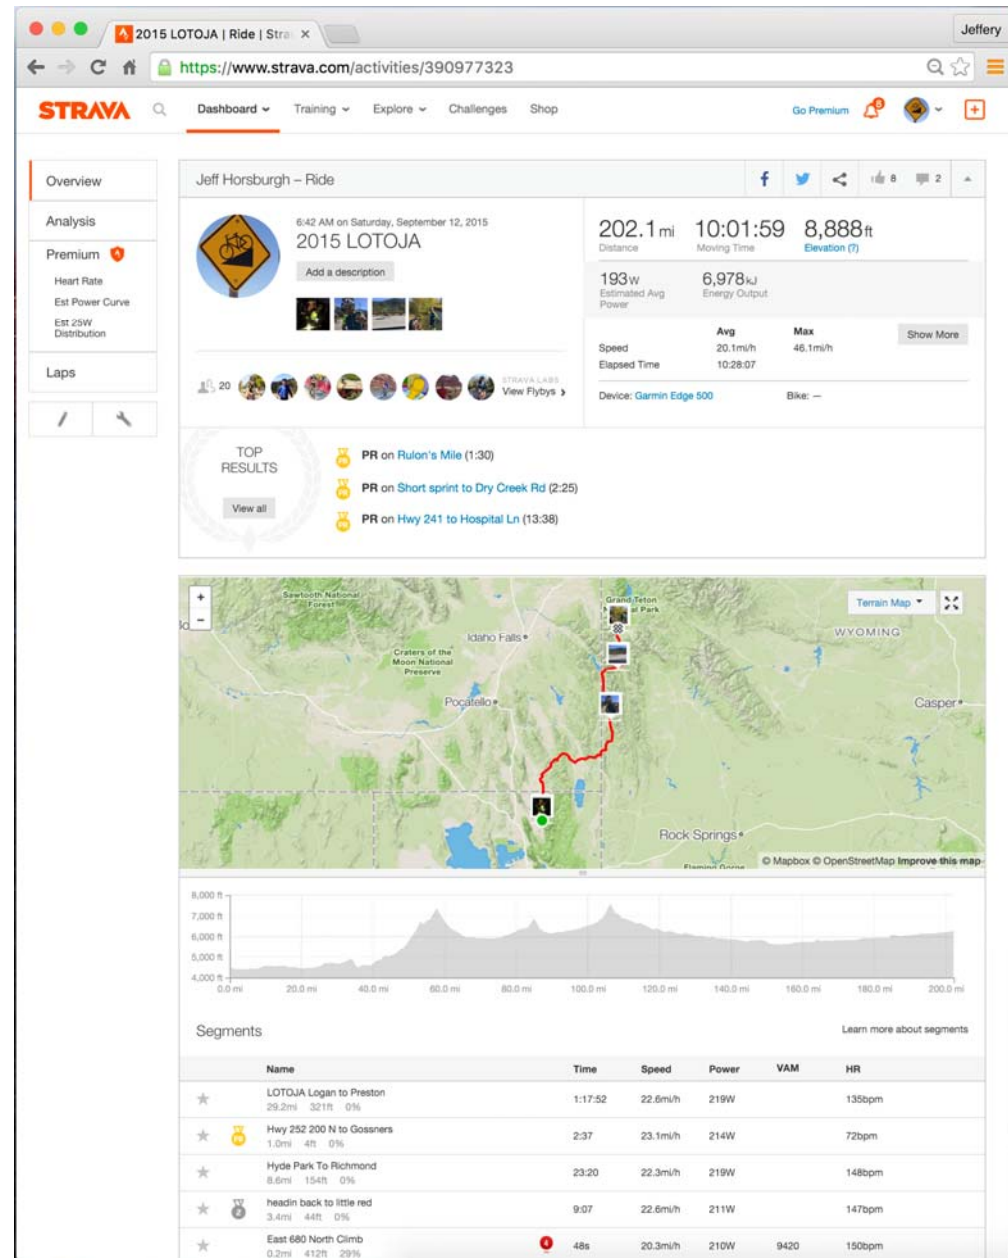 2015 LOTOJA | Ride | Stra
Jeffery
https://www.strava.com/activities/390977323
STRAVA Dashboard Training Explore Challenges Shop Go Premium 8
Overview
Analysis
Premium
Heart Rate
Est Power Curve
Est 25W
Distribution
Laps
Jeff Horsburgh – Ride 8 2
6:42 AM on Saturday, September 12, 2015
2015 LOTOJA
Add a description
20
STRAVA LABS
View Flybys
202.1mi 10:01:59 8,888ft
Distance Moving Time Elevation (?)
193W 6,978kJ
Estimated Avg Energy Output
Power
Avg Max Show More
Speed 20.1mi/h 46.1mi/h
Elapsed Time 10:28:07
Device: Garmin Edge 500 Bike: —
TOP
RESULTS
View all
PR PR on Rulon's Mile (1:30)
PR PR on Short sprint to Dry Creek Rd (2:25)
PR PR on Hwy 241 to Hospital Ln (13:38)
+
-
Sawtooth National
Forest
Grand Teton
al Park
Terrain Map
WYOMING
Idaho Falls
Craters of the
Moon National
Preserve
Pocatello
Casper
Rock Springs
Flaming Gorge
© Mapbox © OpenStreetMap Improve this map
8,000 ft
7,000 ft
6,000 ft
5,000 ft
4,000 ft
0.0 mi 20.0 mi 40.0 mi 60.0 mi 80.0 mi 100.0 mi 120.0 mi 140.0 mi 160.0 mi 180.0 mi 200.0 mi
Segments Learn more about segments
Name Time Speed Power VAM HR
LOTOJA Logan to Preston
29.2mi 321ft 0%
1:17:52 22.6mi/h 219W 135bpm
PR
Hwy 252 200 N to Gossners
1.0mi 4ft 0%
2:37 23.1mi/h 214W 72bpm
Hyde Park To Richmond
8.6mi 154ft 0%
23:20 22.3mi/h 219W 148bpm
2
headin back to little red
3.4mi 44ft 0%
9:07 22.6mi/h 211W 147bpm
East 680 North Climb
0.2mi 412ft 29%
4 48s 20.3mi/h 210W 9420 150bpm